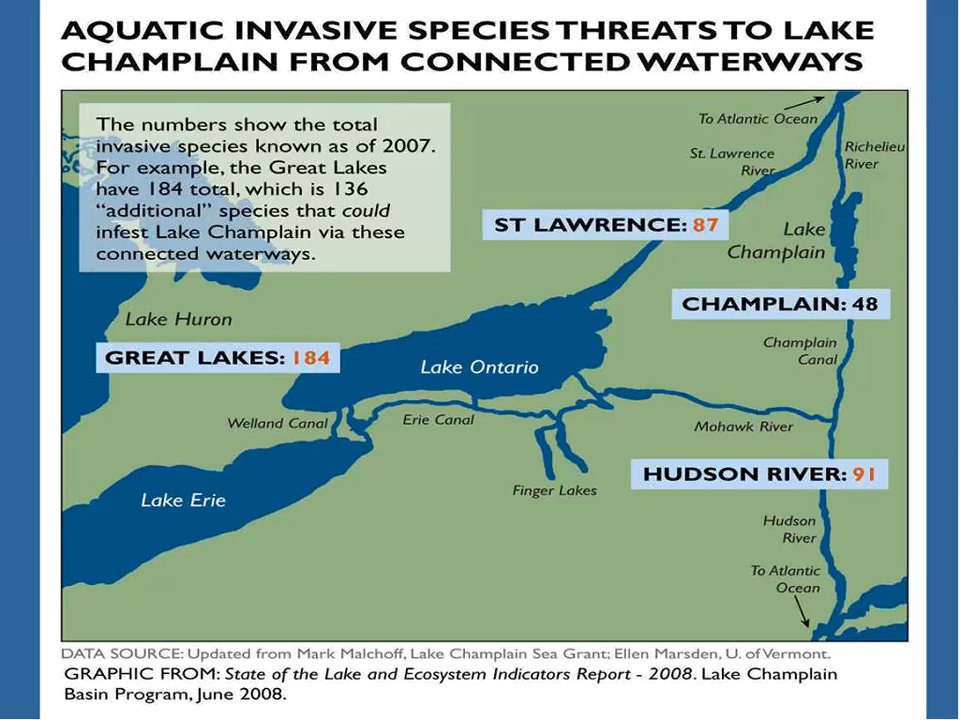 AQUATIC INVASIVE SPECIES THREATS TO LAKE
CHAMPLAIN FROM CONNECTED WATERWAYS
The numbers show the total
invasive species known as of 2007.
For example, the Great Lakes
have 184 total, which is 136
“additional” species that could
infest Lake Champlain via these
connected waterways.
To Atlantic Ocean
St. Lawrence
River
Richelieu
River
ST LAWRENCE: 87
Lake
Champlain
CHAMPLAIN: 48
Lake Huron
GREAT LAKES: 184
Champlain
Canal
Lake Ontario
Welland Canal
Erie Canal
Mohawk River
HUDSON RIVER: 91
Finger Lakes
Lake Erie
Hudson
River
To Atlantic
Ocean
DATA SOURCE: Updated from Mark Malchoff, Lake Champlain Sea Grant; Ellen Marsden, U. of Vermont.
GRAPHIC FROM: State of the Lake and Ecosystem Indicators Report - 2008. Lake Champlain
Basin Program, June 2008.